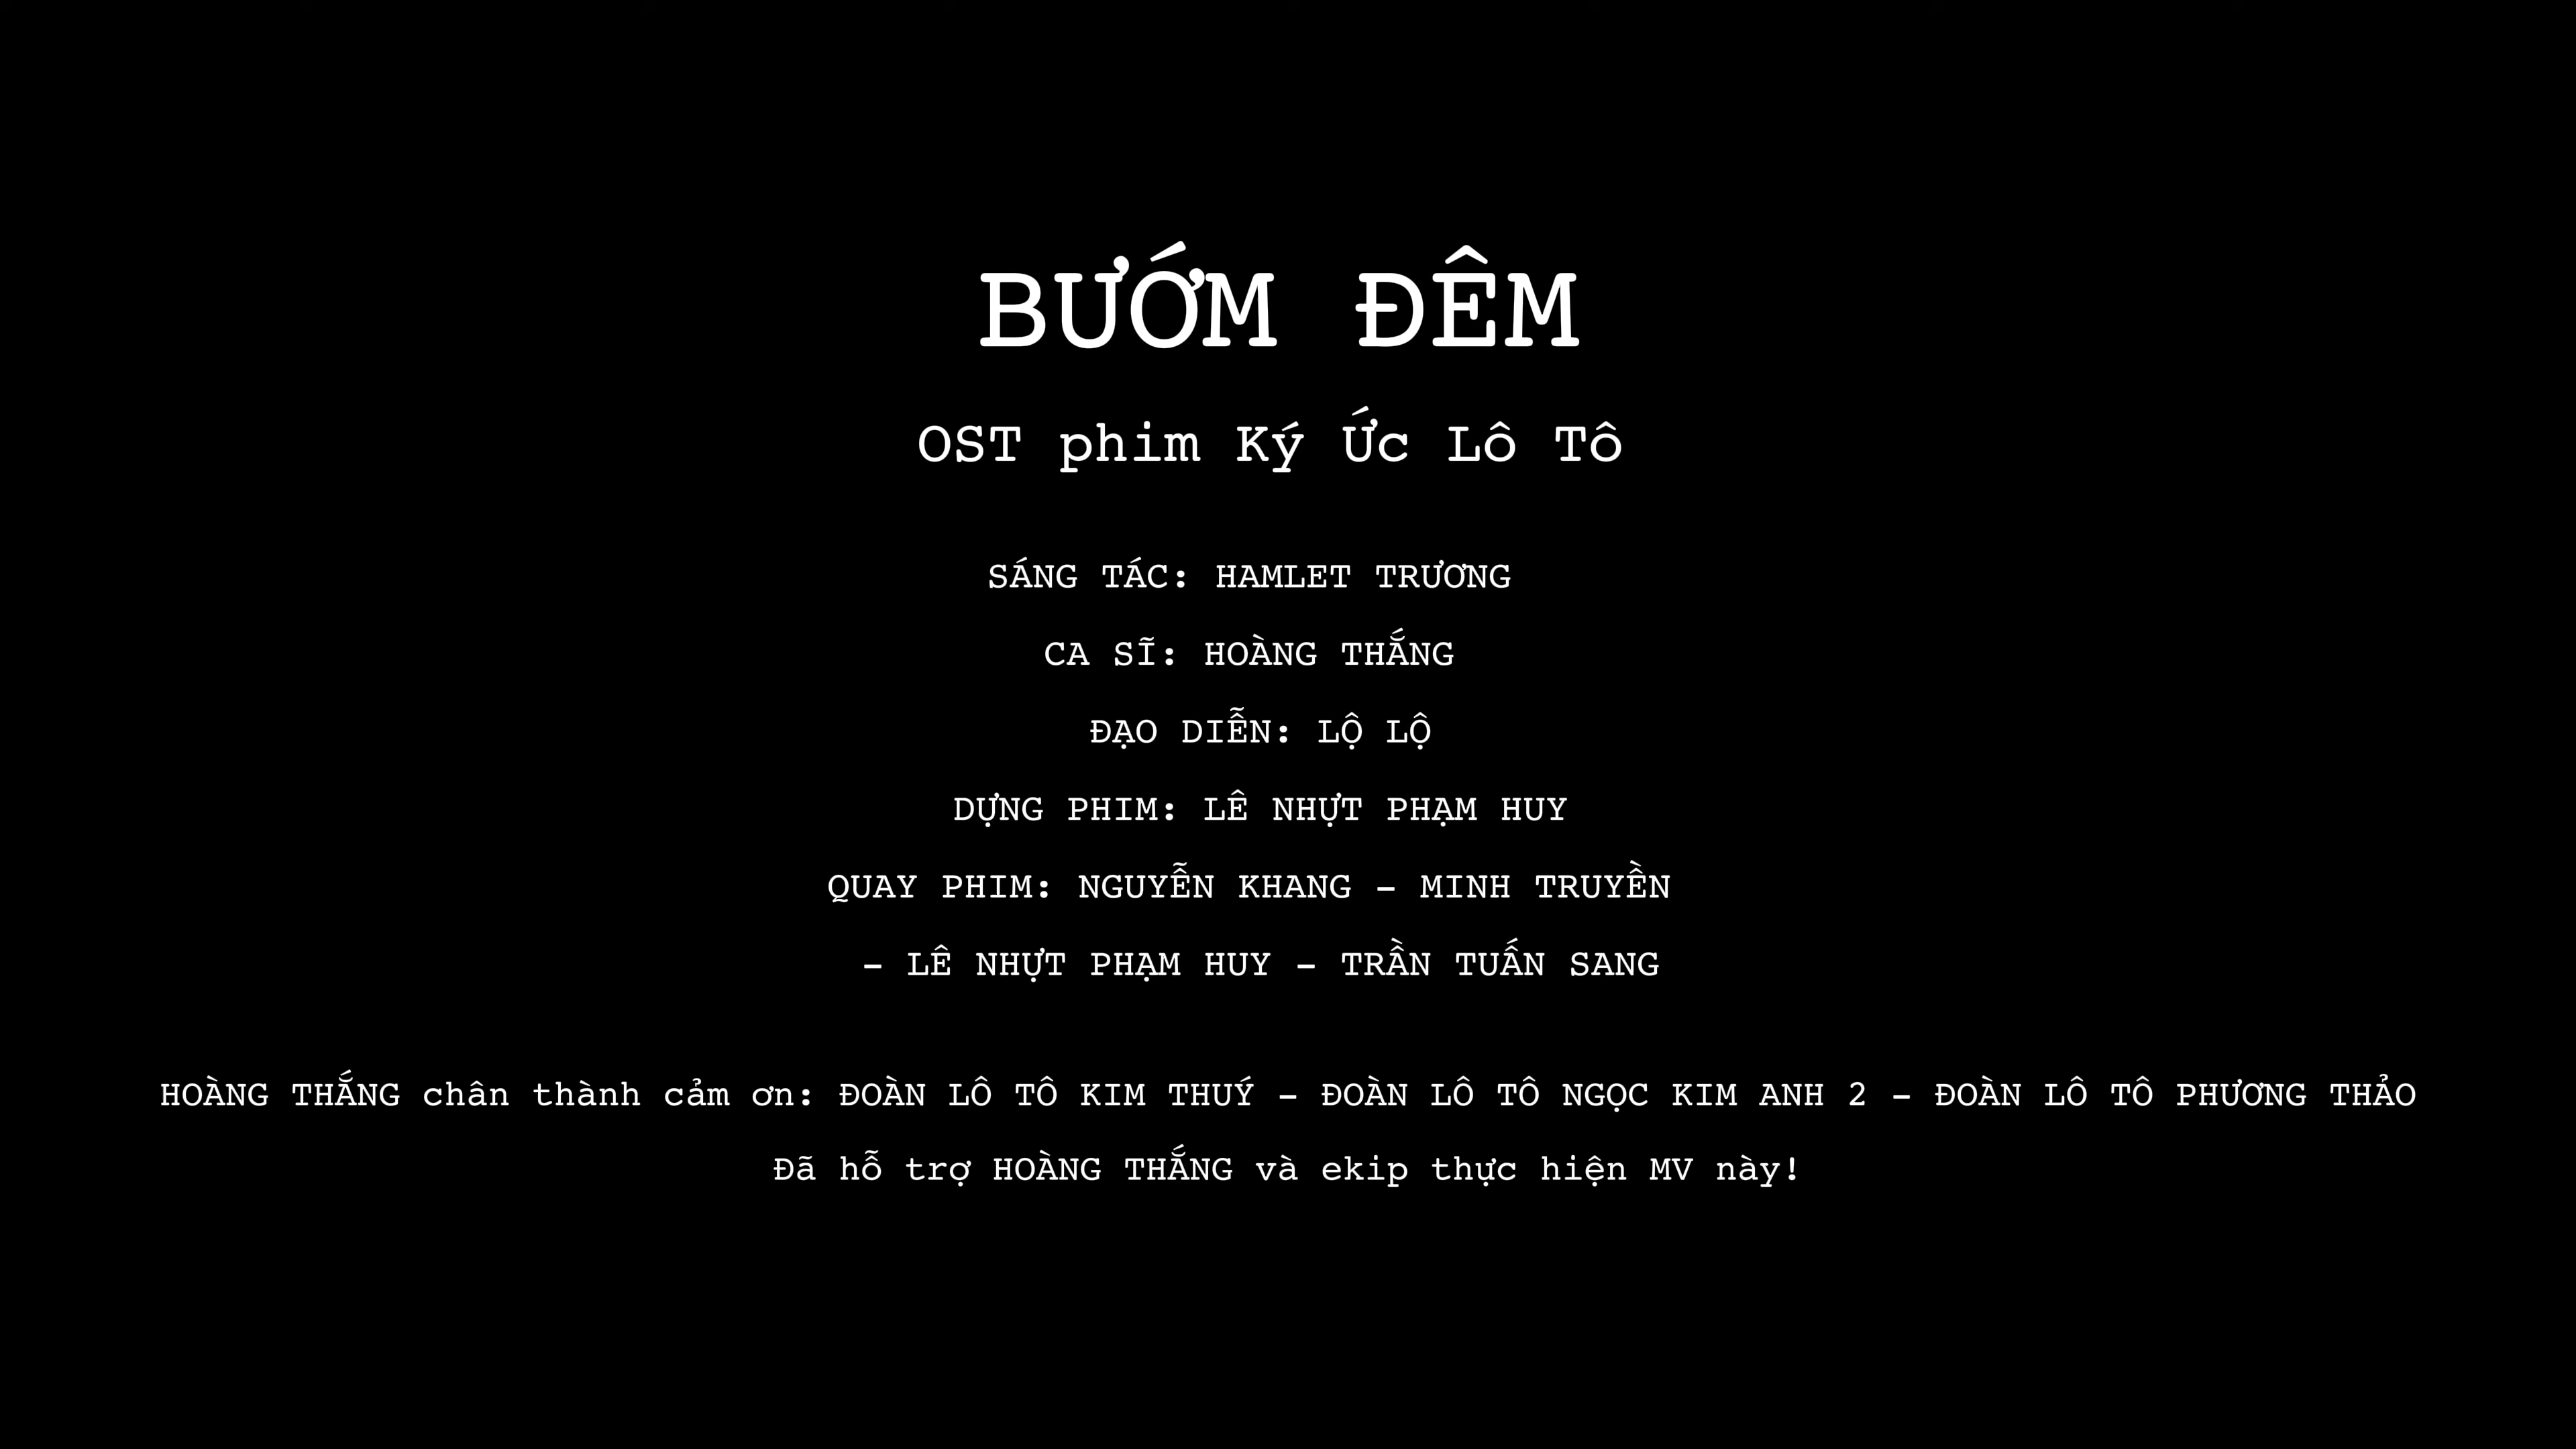 BƯỚM ĐÊM
OST phim Ký Ức Lô Tô
SÁNG TÁC: HAMLET TRƯƠNG
CA SĨ: HOÀNG THẮNG
ĐẠO DIỄN: LỘ LỘ
DỰNG PHIM: LÊ NHỰT PHẠM HUY
QUAY PHIM: NGUYỄN KHANG – MINH TRUYỀN
– LÊ NHỰT PHẠM HUY – TRẦN TUẤN SANG
HOÀNG THẮNG chân thành cảm ơn: ĐOÀN LÔ TÔ KIM THUÝ – ĐOÀN LÔ TÔ NGỌC KIM ANH 2 – ĐOÀN LÔ TÔ PHƯƠNG THẢO
Đã hỗ trợ HOÀNG THẮNG và ekip thực hiện MV này!